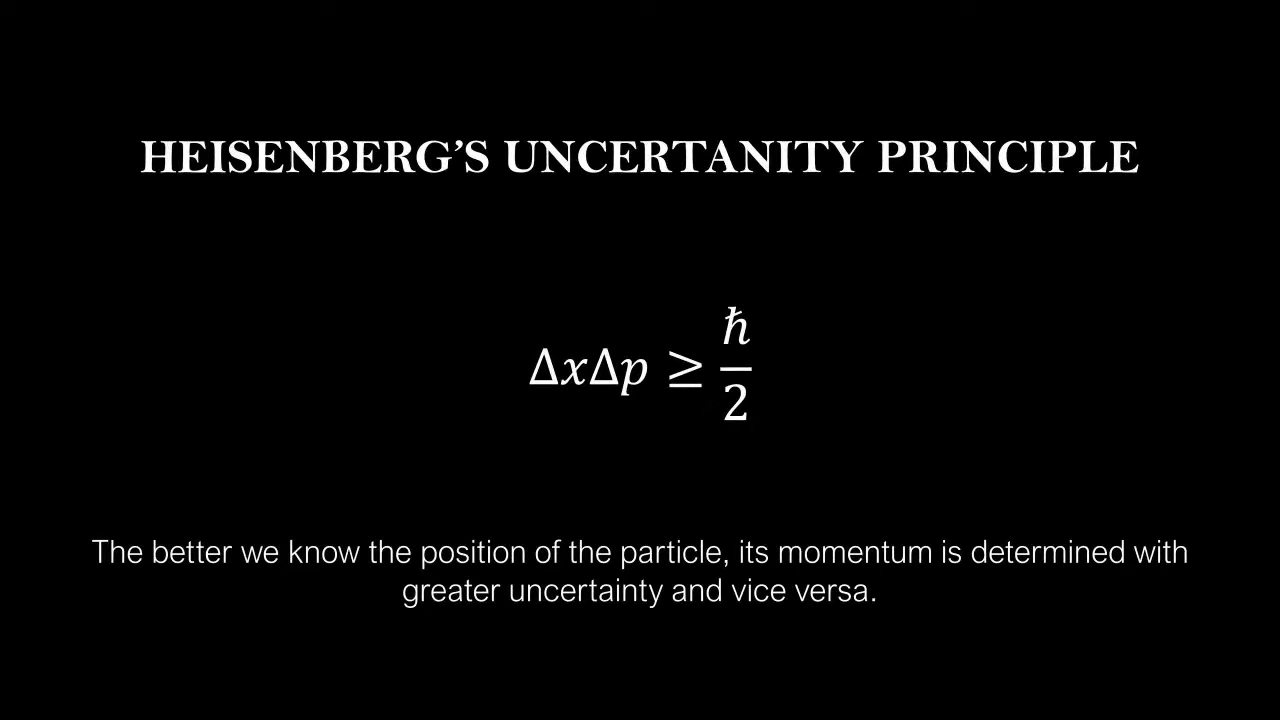 HEISENBERG’S UNCERTANITY PRINCIPLE
ΔxΔp ≥ ℏ/2
The better we know the position of the particle, its momentum is determined with
greater uncertainty and vice versa.